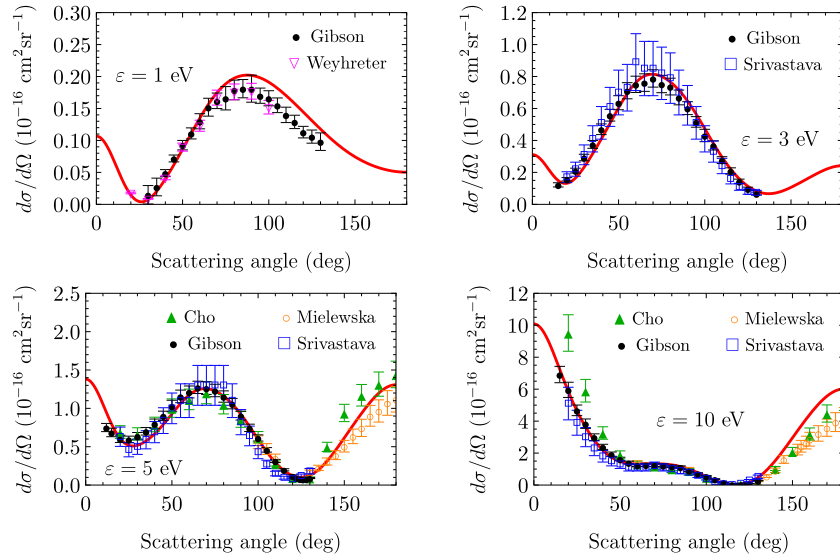 0.30
0.25
0.20
0.15
0.10
0.05
0.00
0
50
100
150
dσ/dΩ (10⁻¹⁶ cm²sr⁻¹)
Scattering angle (deg)
ε = 1 eV
Gibson
Weyhreter
1.2
1.0
0.8
0.6
0.4
0.2
0.0
0
50
100
150
dσ/dΩ (10⁻¹⁶ cm²sr⁻¹)
Scattering angle (deg)
ε = 3 eV
Gibson
Srivastava
2.5
2.0
1.5
1.0
0.5
0.0
0
50
100
150
dσ/dΩ (10⁻¹⁶ cm²sr⁻¹)
Scattering angle (deg)
ε = 5 eV
Cho
Mielewska
Gibson
Srivastava
12
10
8
6
4
2
0
0
50
100
150
dσ/dΩ (10⁻¹⁶ cm²sr⁻¹)
Scattering angle (deg)
ε = 10 eV
Cho
Mielewska
Gibson
Srivastava